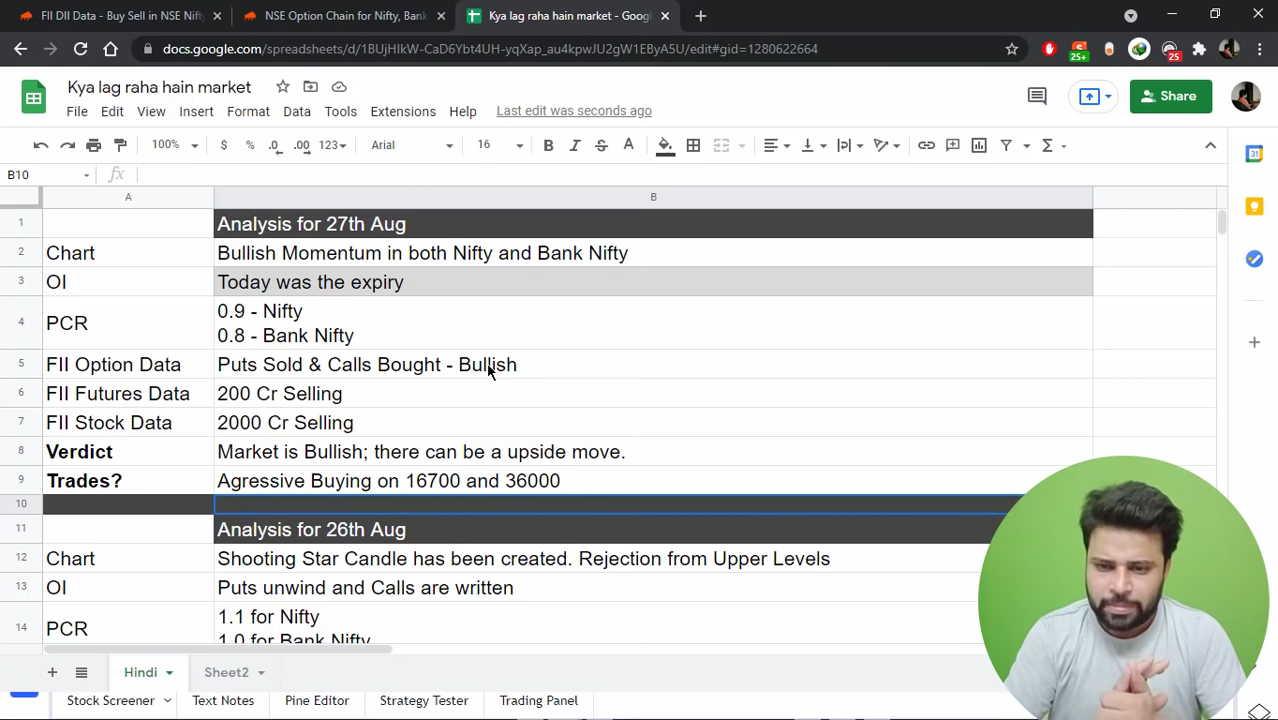 FII DII Data - Buy Sell in NSE Nifty
NSE Option Chain for Nifty, Bank
Kya lag raha hain market - Goog
docs.google.com/spreadsheets/d/1BUjHIkW-CaD6Ybt4UH-yqXap_au4kpwJU2gW1EByA5U/edit#gid=1280622664
25+
25
Kya lag raha hain market
File Edit View Insert Format Data Tools Extensions Help Last edit was seconds ago
Share
100% $ % .0 .00 123 Arial 16 B I S A
B10 fx
A B
1 Analysis for 27th Aug
2 Chart Bullish Momentum in both Nifty and Bank Nifty
3 OI Today was the expiry
4 PCR 0.9 - Nifty
0.8 - Bank Nifty
5 FII Option Data Puts Sold & Calls Bought - Bullish
6 FII Futures Data 200 Cr Selling
7 FII Stock Data 2000 Cr Selling
8 Verdict Market is Bullish; there can be a upside move.
9 Trades? Agressive Buying on 16700 and 36000
10
11 Analysis for 26th Aug
12 Chart Shooting Star Candle has been created. Rejection from Upper Levels
13 OI Puts unwind and Calls are written
14 PCR 1.1 for Nifty
1.0 for Bank Nifty
Hindi Sheet2
Stock Screener Text Notes Pine Editor Strategy Tester Trading Panel